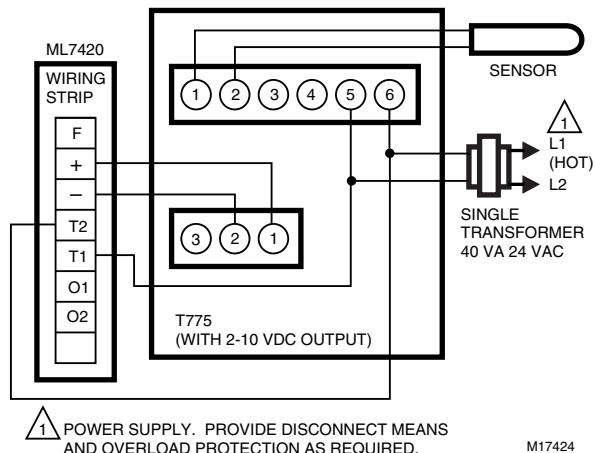 ML7420
WIRING
STRIP
F
+
−
T2
T1
O1
O2
1 2 3 4 5 6
3 2 1
T775
(WITH 2-10 VDC OUTPUT)
SENSOR
1
L1
(HOT)
L2
SINGLE
TRANSFORMER
40 VA 24 VAC
1 POWER SUPPLY. PROVIDE DISCONNECT MEANS
AND OVERLOAD PROTECTION AS REQUIRED.
M17424